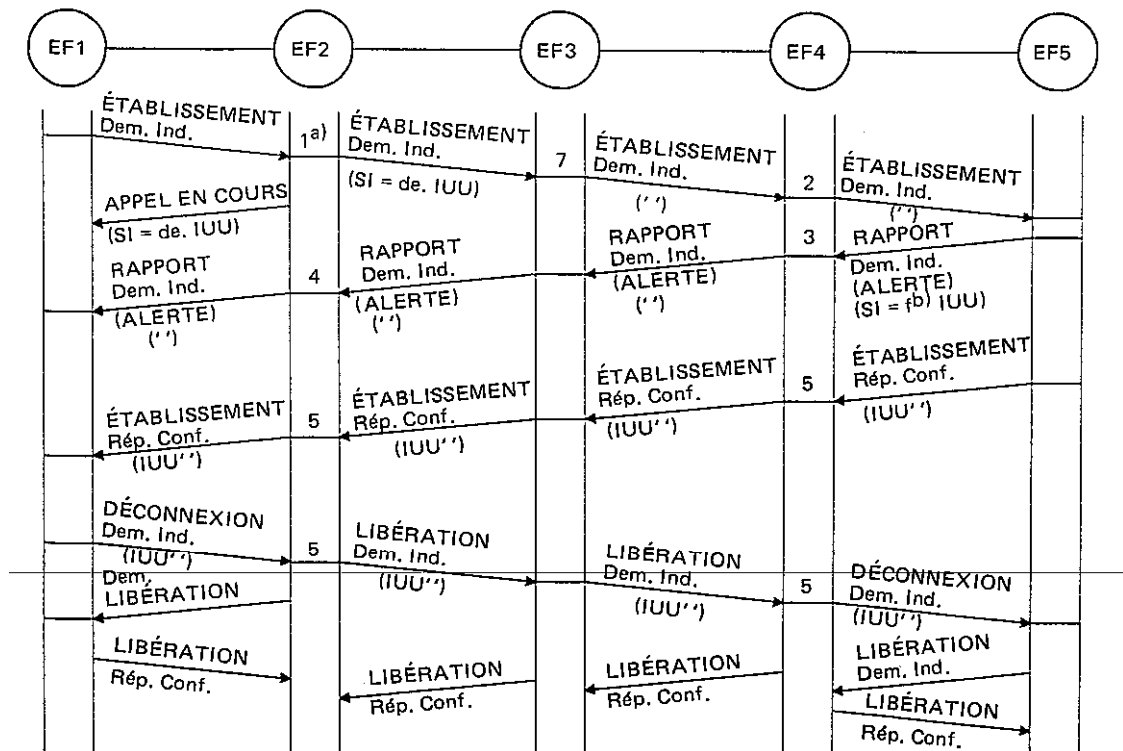 EF1 EF2 EF3 EF4 EF5
ÉTABLISSEMENT
Dem. Ind.
1a)
ÉTABLISSEMENT
Dem. Ind.
(SI = de. IUU)
7
ÉTABLISSEMENT
Dem. Ind.
(' ')
2
ÉTABLISSEMENT
Dem. Ind.
(' ')
APPEL EN COURS
(SI = de. IUU)
RAPPORT
Dem. Ind.
(ALERTE)
(' ')
4
RAPPORT
Dem. Ind.
(ALERTE)
(' ')
RAPPORT
Dem. Ind.
(ALERTE)
(' ')
3
RAPPORT
Dem. Ind.
(ALERTE)
(SI = fb) IUU)
ÉTABLISSEMENT
Rép. Conf.
(IUU' ')
5
ÉTABLISSEMENT
Rép. Conf.
(IUU' ')
ÉTABLISSEMENT
Rép. Conf.
(IUU' ')
5
ÉTABLISSEMENT
Rép. Conf.
(IUU' ')
DÉCONNEXION
Dem. Ind.
(IUU' ')
5
LIBÉRATION
Dem. Ind.
(IUU' ')
LIBÉRATION
Dem. Ind.
(IUU' ')
5
DÉCONNEXION
Dem. Ind.
(IUU' ')
Dem.
LIBÉRATION
LIBÉRATION
Rép. Conf.
LIBÉRATION
Rép. Conf.
LIBÉRATION
Rép. Conf.
LIBÉRATION
Dem. Ind.
LIBÉRATION
Rép. Conf.